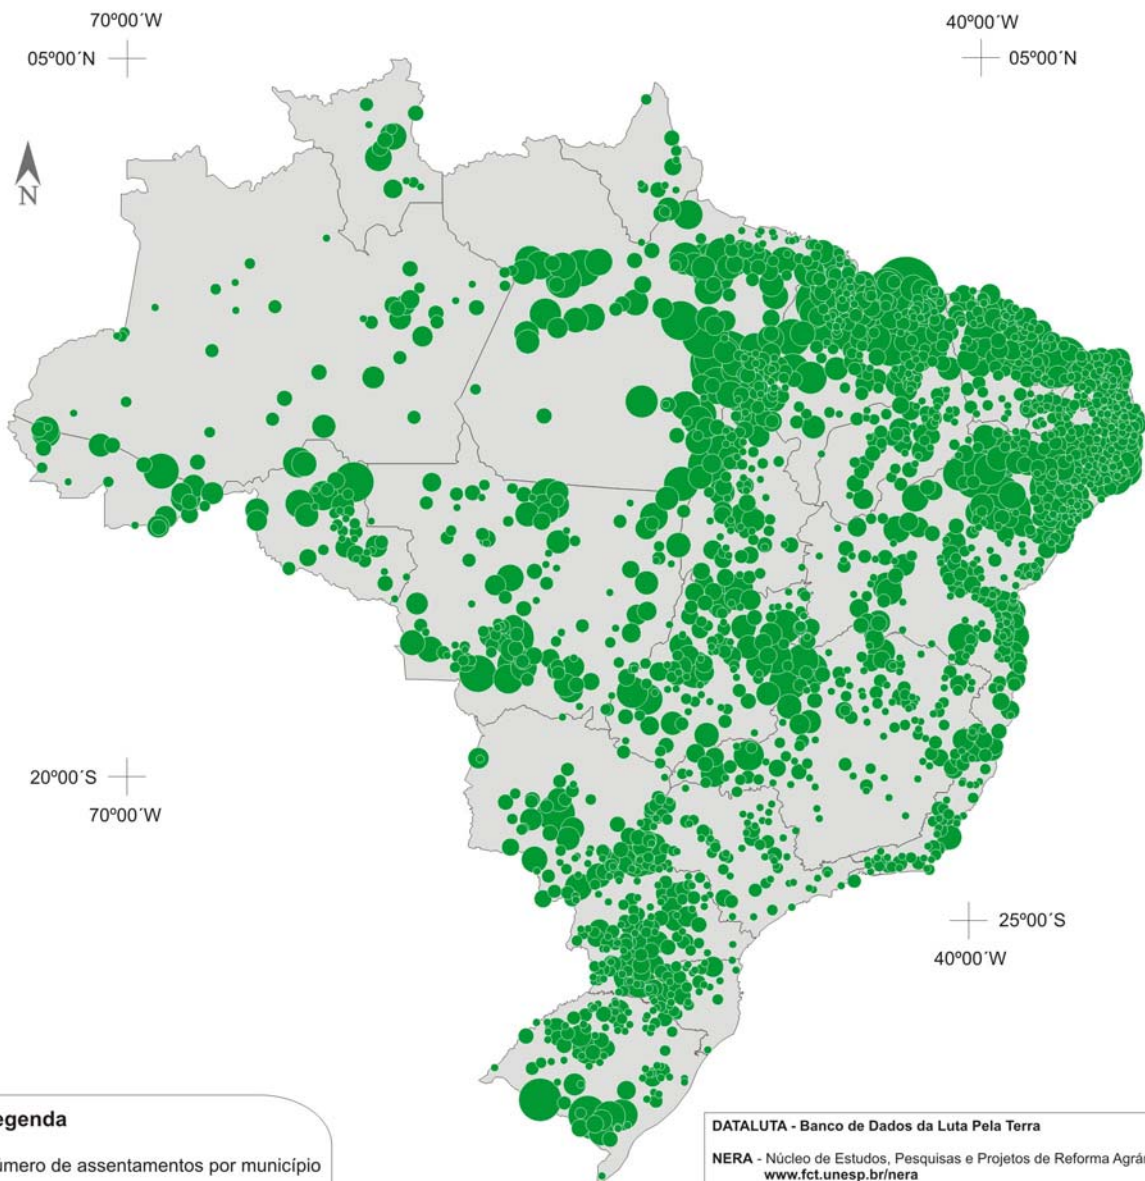 70º00´W
40º00´W
05º00´N
05º00´N
N
20º00´S
70º00´W
25º00´S
40º00´W
egenda
úmero de assentamentos por município
DATALUTA - Banco de Dados da Luta Pela Terra
NERA - Núcleo de Estudos, Pesquisas e Projetos de Reforma Agrár
www.fct.unesp.br/nera